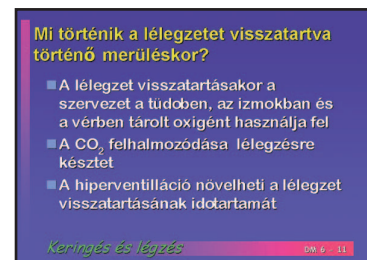 Mi történik a lélegzetet visszatartva
történő merüléskor?
A lélegzet visszatartásakor a
szervezet a tüdoben, az izmokban és
a vérben tárolt oxigént használja fel
A CO₂ felhalmozódása lélegzésre
késztet
A hiperventilláció növelheti a lélegzet
visszatartásának idotartamát
Keringés és légzés
DM 6 - 11